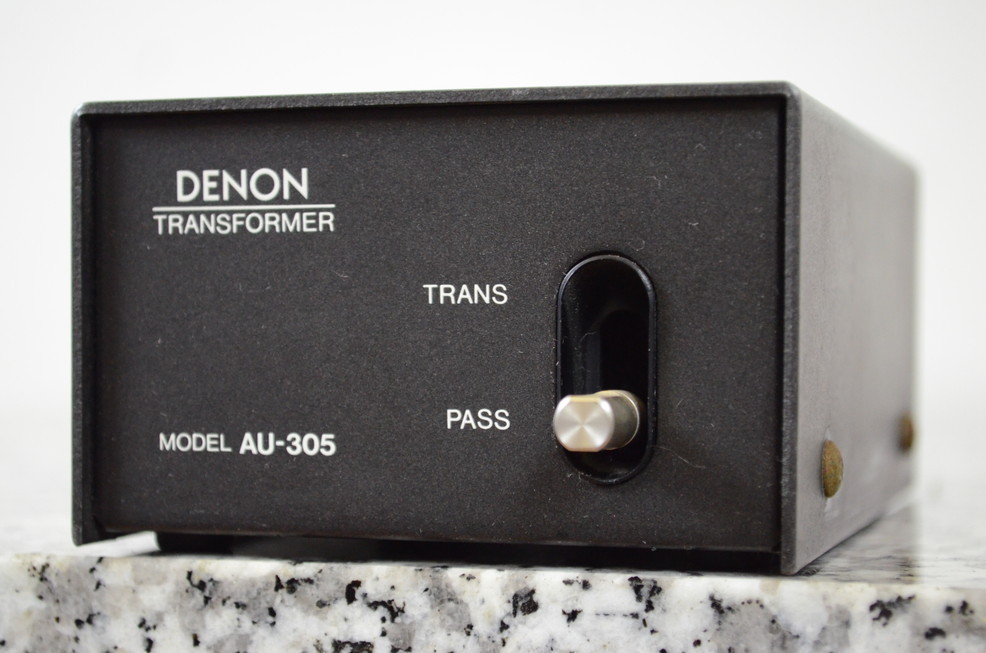 DENON
TRANSFORMER
TRANS
PASS
MODEL AU-305